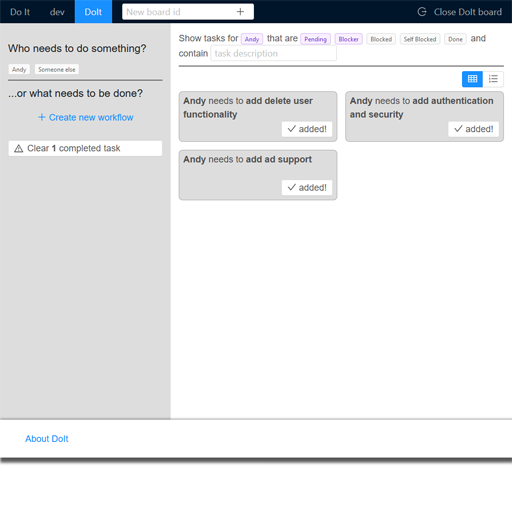 Do It dev DoIt New board id Close DoIt board
Who needs to do something?
Andy Someone else
...or what needs to be done?
Create new workflow
Clear 1 completed task
Show tasks for Andy that are Pending Blocker Blocked Self Blocked Done and
contain task description
Andy needs to add delete user
functionality
added!
Andy needs to add authentication
and security
added!
Andy needs to add ad support
added!
About DoIt